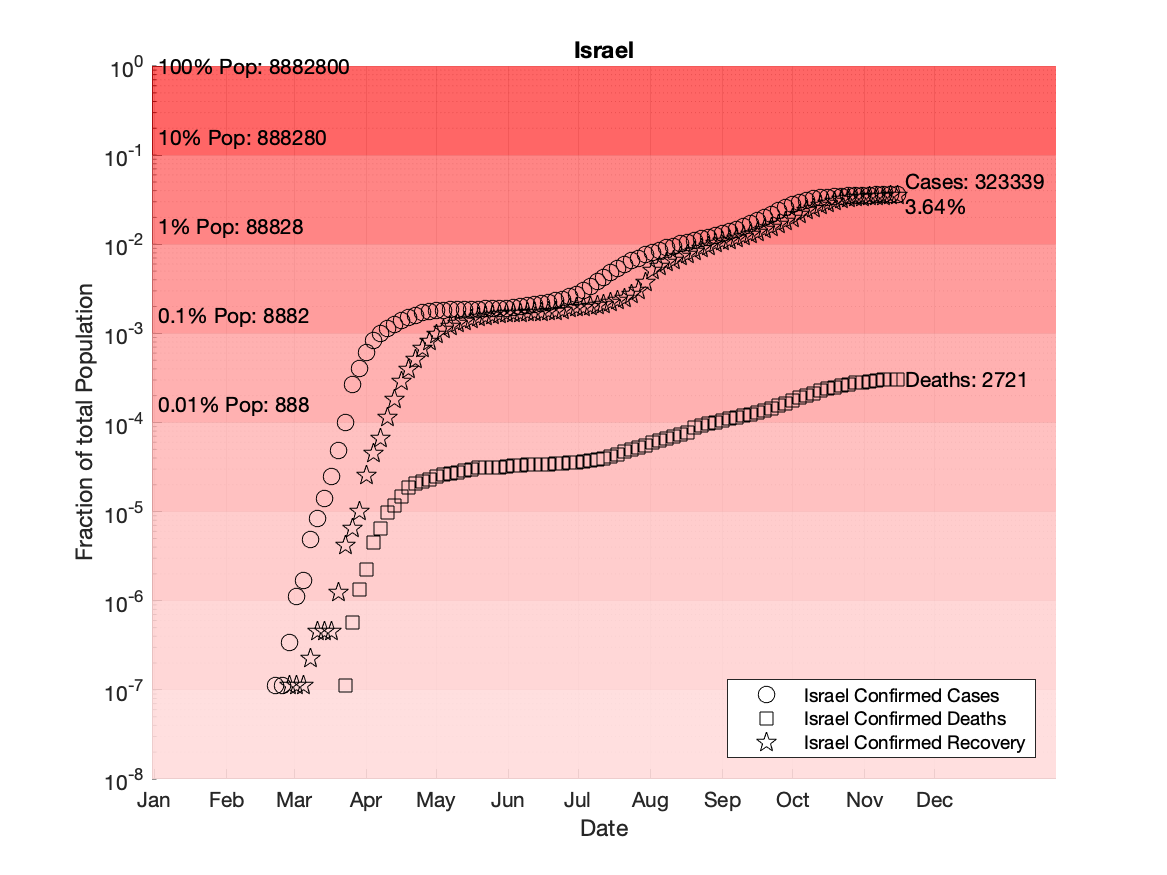 Israel
10^0
100% Pop: 8882800
10% Pop: 888280
10^-1
Cases: 323339
3.64%
1% Pop: 88828
10^-2
0.1% Pop: 8882
10^-3
Deaths: 2721
0.01% Pop: 888
10^-4
10^-5
10^-6
10^-7
10^-8
Fraction of total Population
Israel Confirmed Cases
Israel Confirmed Deaths
Israel Confirmed Recovery
Jan Feb Mar Apr May Jun Jul Aug Sep Oct Nov Dec
Date